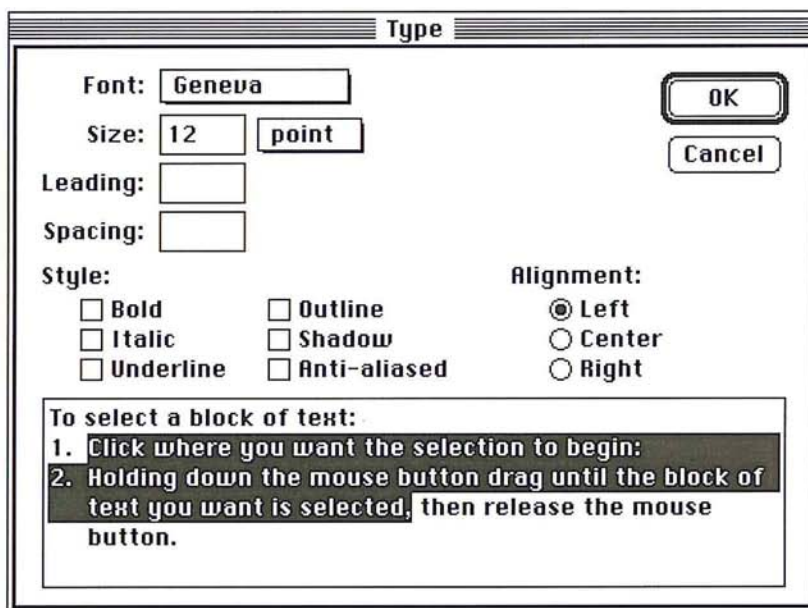 Type
Font: Geneva
OK
Size: 12 point
Cancel
Leading:
Spacing:
Style:
Alignment:
Bold
Outline
Left
Italic
Shadow
Center
Underline
Anti-aliased
Right
To select a block of text:
1. Click where you want the selection to begin:
2. Holding down the mouse button drag until the block of
text you want is selected, then release the mouse
button.